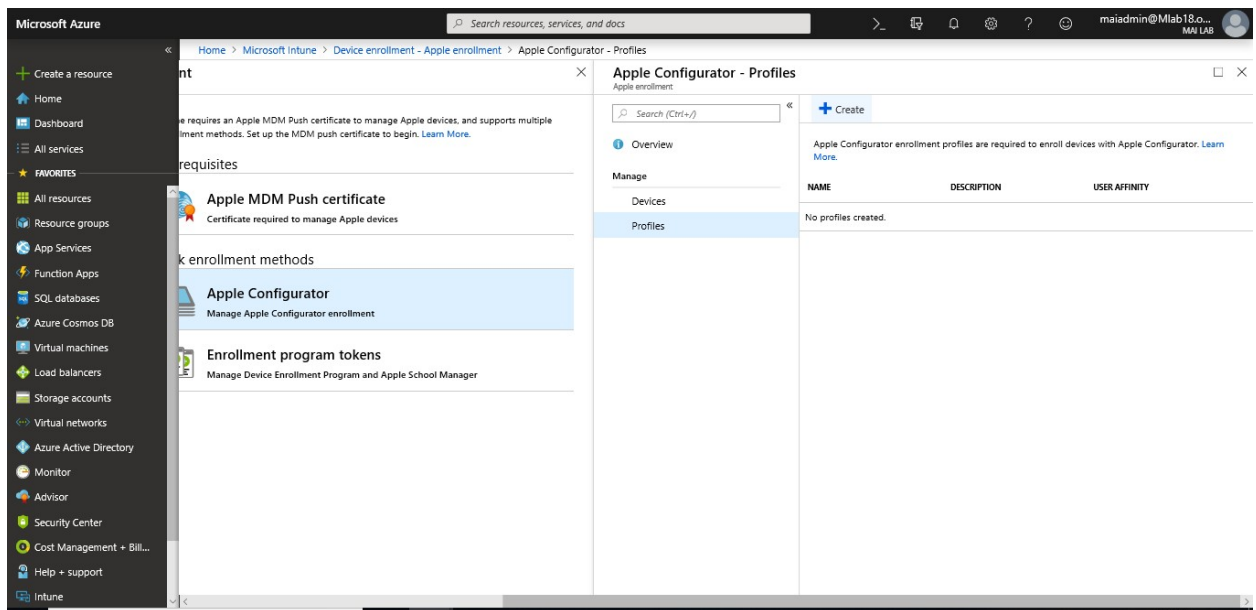 Microsoft Azure
Search resources, services, and docs
maiadmin@Mlab18.o...
MAI LAB
Home > Microsoft Intune > Device enrollment - Apple enrollment > Apple Configurator - Profiles
Create a resource
Home
Dashboard
All services
FAVORITES
All resources
Resource groups
App Services
Function Apps
SQL databases
Azure Cosmos DB
Virtual machines
Load balancers
Storage accounts
Virtual networks
Azure Active Directory
Monitor
Advisor
Security Center
Cost Management + Bill...
Help + support
Intune
nt
e requires an Apple MDM Push certificate to manage Apple devices, and supports multiple
lment methods. Set up the MDM push certificate to begin. Learn More.
requisites
Apple MDM Push certificate
Certificate required to manage Apple devices
k enrollment methods
Apple Configurator
Manage Apple Configurator enrollment
Enrollment program tokens
Manage Device Enrollment Program and Apple School Manager
Apple Configurator - Profiles
Apple enrollment
Search (Ctrl+/)
Overview
Manage
Devices
Profiles
Create
Apple Configurator enrollment profiles are required to enroll devices with Apple Configurator. Learn
More.
NAME DESCRIPTION USER AFFINITY
No profiles created.